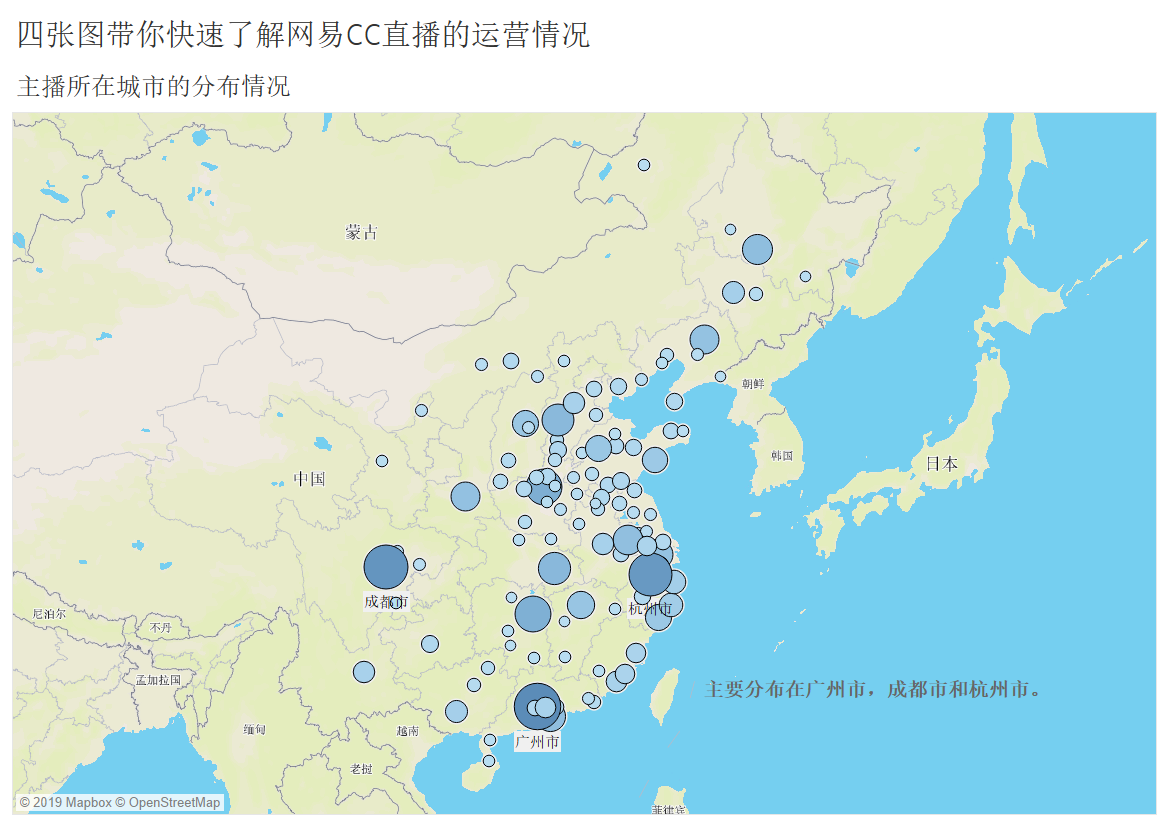 四张图带你快速了解网易CC直播的运营情况
主播所在城市的分布情况
蒙古
朝鲜
韩国
日本
中国
成都市
尼泊尔
不丹
杭州市
孟加拉国
主要分布在广州市，成都市和杭州市。
缅甸
越南
广州市
老挝
© 2019 Mapbox © OpenStreetMap
菲律宾